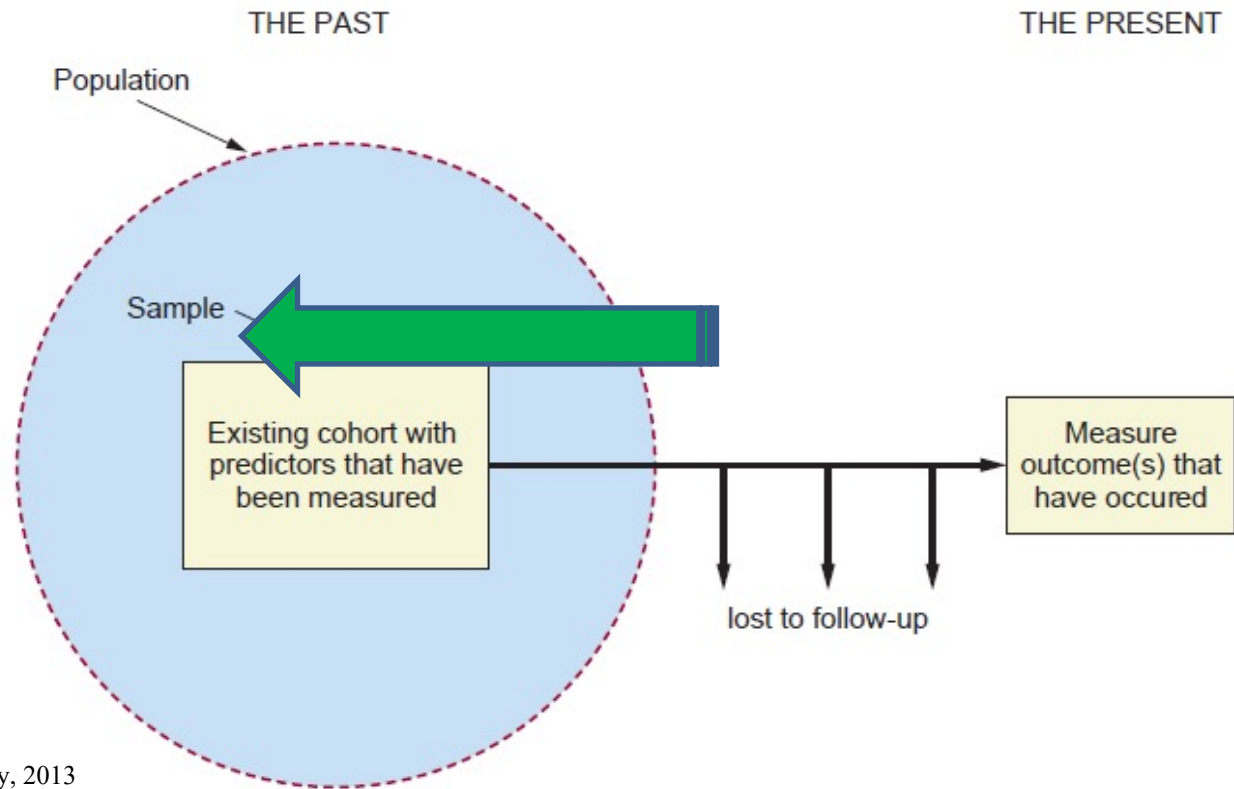 THE PAST
THE PRESENT
Population
Sample
Existing cohort with
predictors that have
been measured
Measure
outcome(s) that
have occured
lost to follow-up
y, 2013